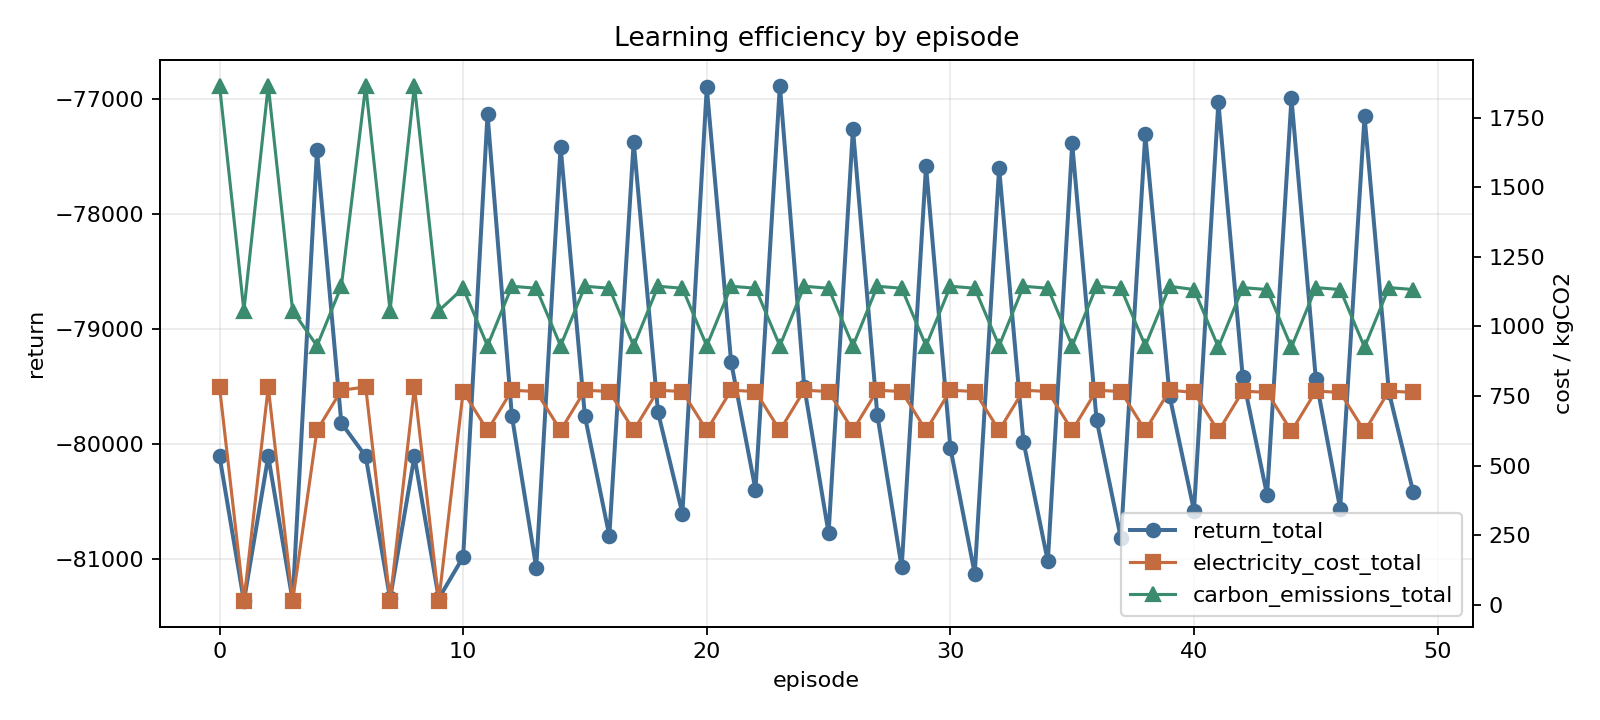 Learning efficiency by episode
−77000
−78000
−79000
−80000
−81000
return
1750
1500
1250
1000
750
500
250
0
cost / kgCO2
return_total
electricity_cost_total
carbon_emissions_total
0
10
20
30
40
50
episode